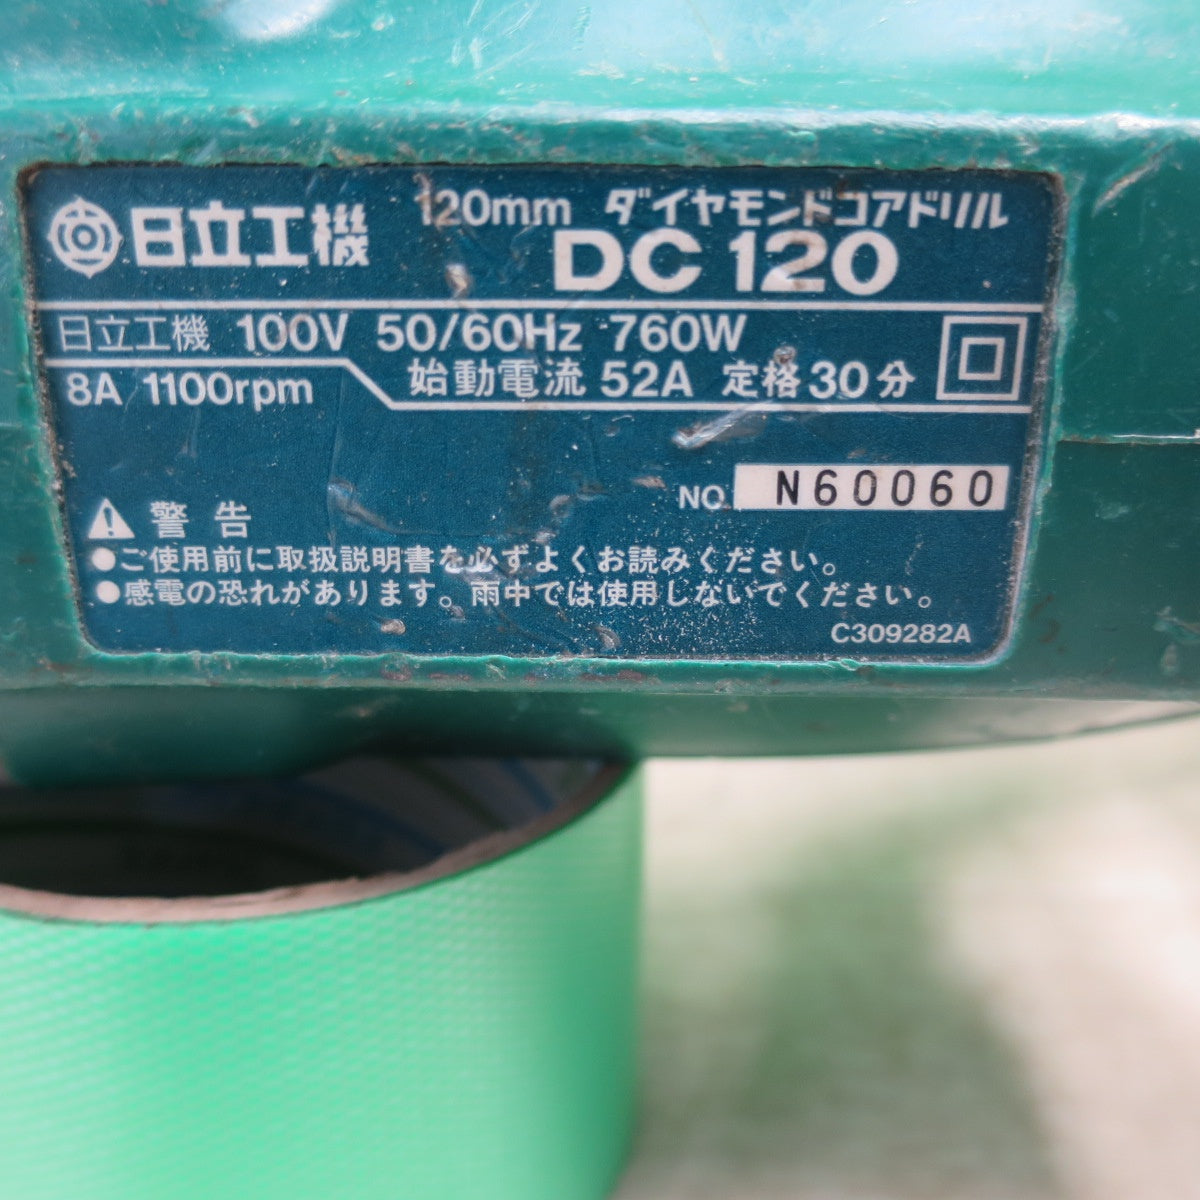 日立工機 120mm ダイヤモンドコアドリル
DC 120
日立工機 100V 50/60Hz 760W
8A 1100rpm 始動電流 52A 定格 30分
NO. N60060
警告
●ご使用前に取扱説明書を必ずよくお読みください。
●感電の恐れがあります。雨中では使用しないでください。
C309282A